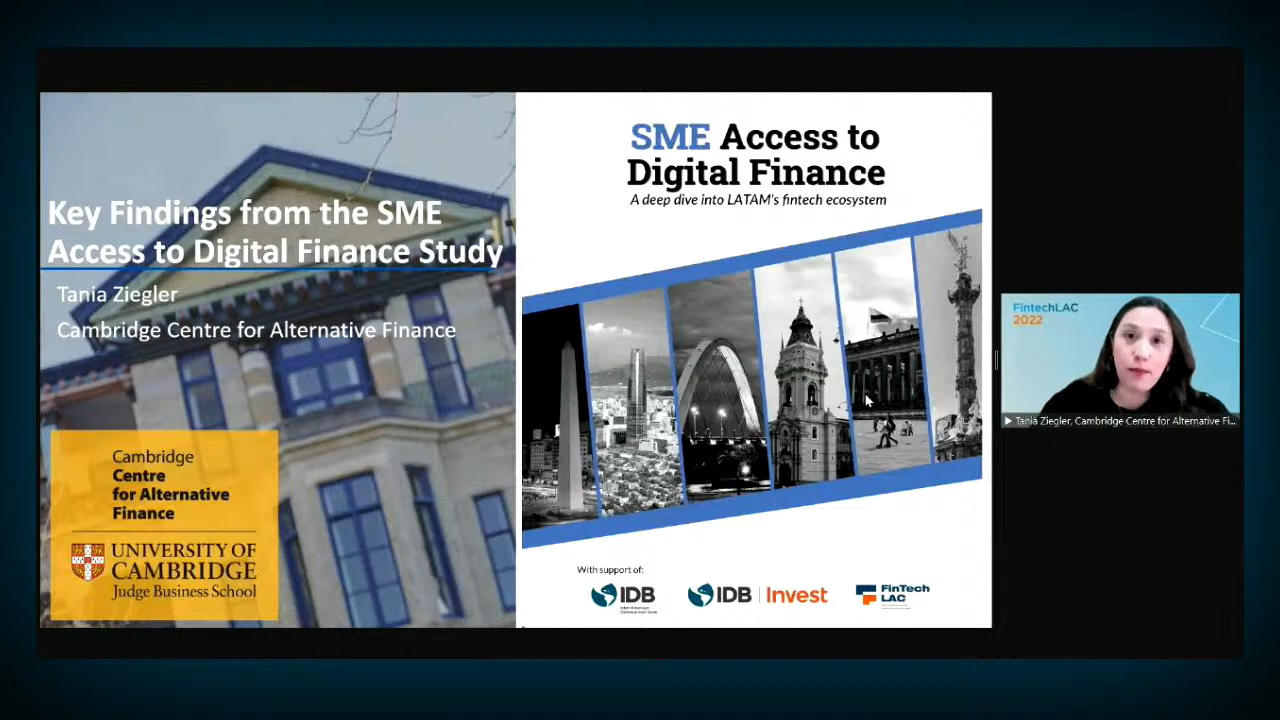 Key Findings from the SME
Access to Digital Finance Study
Tania Ziegler
Cambridge Centre for Alternative Finance
Cambridge
Centre
for Alternative
Finance
UNIVERSITY OF
CAMBRIDGE
Judge Business School
SME Access to
Digital Finance
A deep dive into LATAM's fintech ecosystem
With support of:
IDB
IDB Invest
FinTech
LAC
FintechLAC
2022
Tania Ziegler, Cambridge Centre for Alternative Fi...